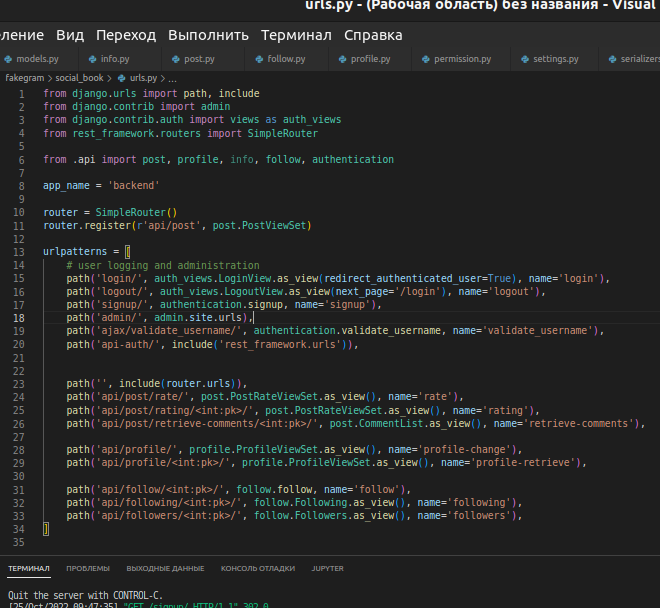 urls.py - (Рабочая область) без названия - Visual
ление Вид Переход Выполнить Терминал Справка
models.py info.py post.py follow.py profile.py permission.py settings.py serializers
fakegram > social_book > urls.py > ...
1 from django.urls import path, include
2 from django.contrib import admin
3 from django.contrib.auth import views as auth_views
4 from rest_framework.routers import SimpleRouter
5
6 from .api import post, profile, info, follow, authentication
7
8 app_name = 'backend'
9
10 router = SimpleRouter()
11 router.register(r'api/post', post.PostViewSet)
12
13 urlpatterns = [
14 # user logging and administration
15 path('login/', auth_views.LoginView.as_view(redirect_authenticated_user=True), name='login'),
16 path('logout/', auth_views.LogoutView.as_view(next_page='/login'), name='logout'),
17 path('signup/', authentication.signup, name='signup'),
18 path('admin/', admin.site.urls),
19 path('ajax/validate_username/', authentication.validate_username, name='validate_username'),
20 path('api-auth/', include('rest_framework.urls')),
21
22
23 path('', include(router.urls)),
24 path('api/post/rate/', post.PostRateViewSet.as_view(), name='rate'),
25 path('api/post/rating/<int:pk>/', post.PostRateViewSet.as_view(), name='rating'),
26 path('api/post/retrieve-comments/<int:pk>/', post.CommentList.as_view(), name='retrieve-comments'),
27
28 path('api/profile/', profile.ProfileViewSet.as_view(), name='profile-change'),
29 path('api/profile/<int:pk>/', profile.ProfileViewSet.as_view(), name='profile-retrieve'),
30
31 path('api/follow/<int:pk>/', follow.follow, name='follow'),
32 path('api/following/<int:pk>/', follow.Following.as_view(), name='following'),
33 path('api/followers/<int:pk>/', follow.Followers.as_view(), name='followers'),
34 ]
35
ТЕРМИНАЛ ПРОБЛЕМЫ ВЫХОДНЫЕ ДАННЫЕ КОНСОЛЬ ОТЛАДКИ JUPYTER
Quit the server with CONTROL-C.
[25/Oct/2022 09:47:35] "GET /signup/ HTTP/1.1" 302 0